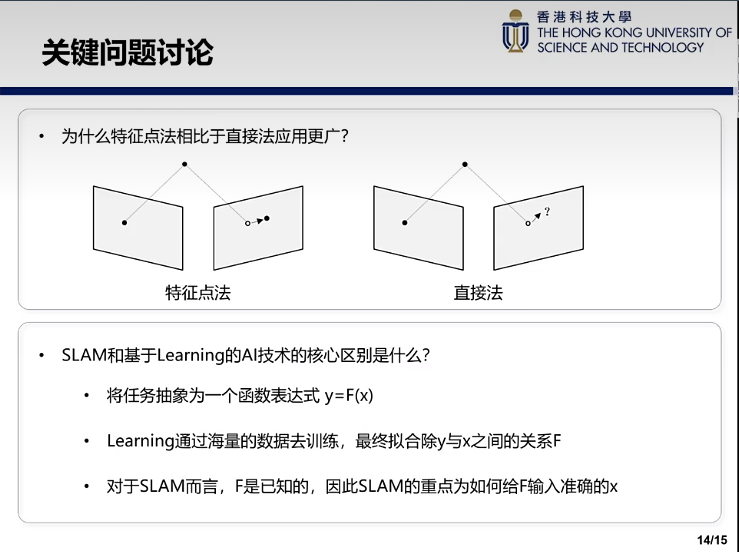 香港科技大學
THE HONG KONG UNIVERSITY OF
SCIENCE AND TECHNOLOGY
关键问题讨论
• 为什么特征点法相比于直接法应用更广？
?
特征点法
直接法
• SLAM和基于Learning的AI技术的核心区别是什么？
• 将任务抽象为一个函数表达式 y=F(x)
• Learning通过海量的数据去训练，最终拟合除y与x之间的关系F
• 对于SLAM而言，F是已知的，因此SLAM的重点为如何给F输入准确的x
14/15